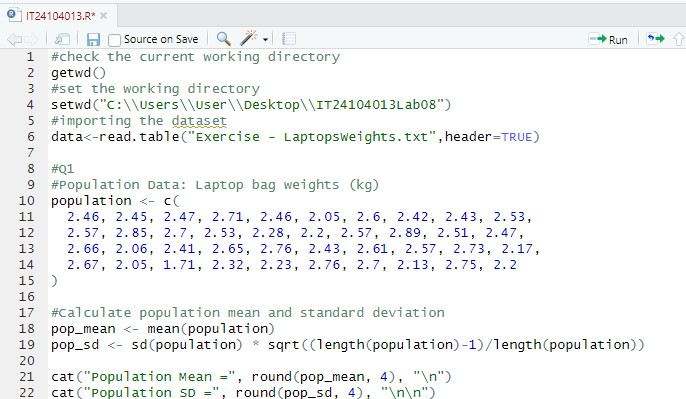 IT24104013.R*
Source on Save
Run
1 #check the current working directory
2 getwd()
3 #set the working directory
4 setwd("C:\\Users\\User\\Desktop\\IT24104013Lab08")
5 #importing the dataset
6 data<-read.table("Exercise - LaptopsWeights.txt",header=TRUE)
7
8 #Q1
9 #Population Data: Laptop bag weights (kg)
10 population <- c(
11 2.46, 2.45, 2.47, 2.71, 2.46, 2.05, 2.6, 2.42, 2.43, 2.53,
12 2.57, 2.85, 2.7, 2.53, 2.28, 2.2, 2.57, 2.89, 2.51, 2.47,
13 2.66, 2.06, 2.41, 2.65, 2.76, 2.43, 2.61, 2.57, 2.73, 2.17,
14 2.67, 2.05, 1.71, 2.32, 2.23, 2.76, 2.7, 2.13, 2.75, 2.2
15 )
16
17 #Calculate population mean and standard deviation
18 pop_mean <- mean(population)
19 pop_sd <- sd(population) * sqrt((length(population)-1)/length(population))
20
21 cat("Population Mean =", round(pop_mean, 4), "\n")
22 cat("Population SD =", round(pop_sd, 4), "\n\n")